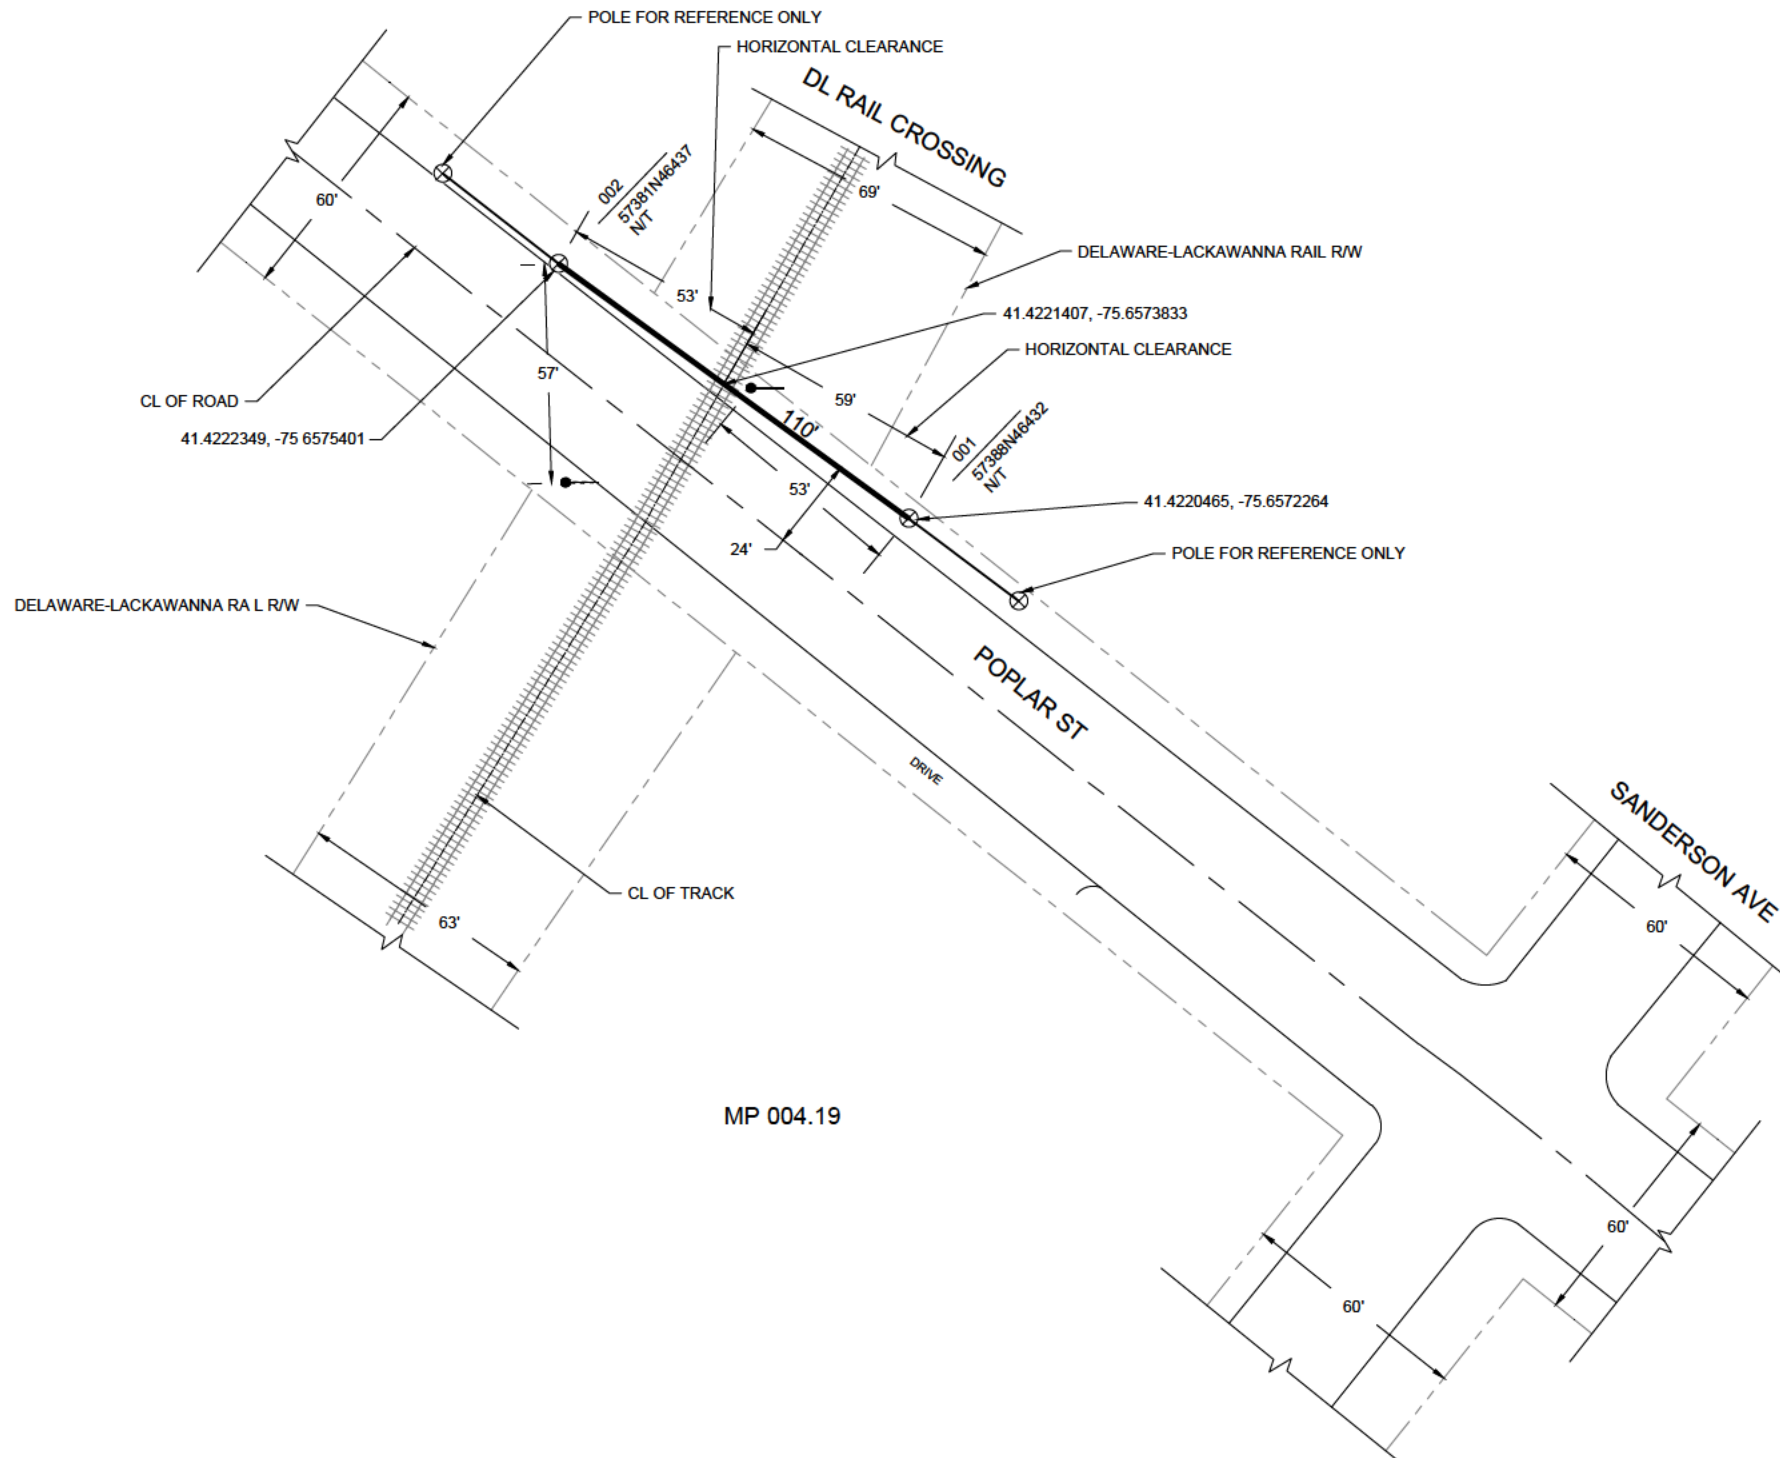 POLE FOR REFERENCE ONLY
HORIZONTAL CLEARANCE
DL RAIL CROSSING
002
57381N46437
N/T
60'
69'
DELAWARE-LACKAWANNA RAIL R/W
53'
41.4221407, -75.6573833
HORIZONTAL CLEARANCE
57'
CL OF ROAD
59'
110'
41.4222349, -75 6575401
001
57388N46432
N/T
53'
41.4220465, -75.6572264
24'
POLE FOR REFERENCE ONLY
DELAWARE-LACKAWANNA RA L R/W
POPLAR ST
DRIVE
SANDERSON AVE
CL OF TRACK
63'
60'
MP 004.19
60'
60'